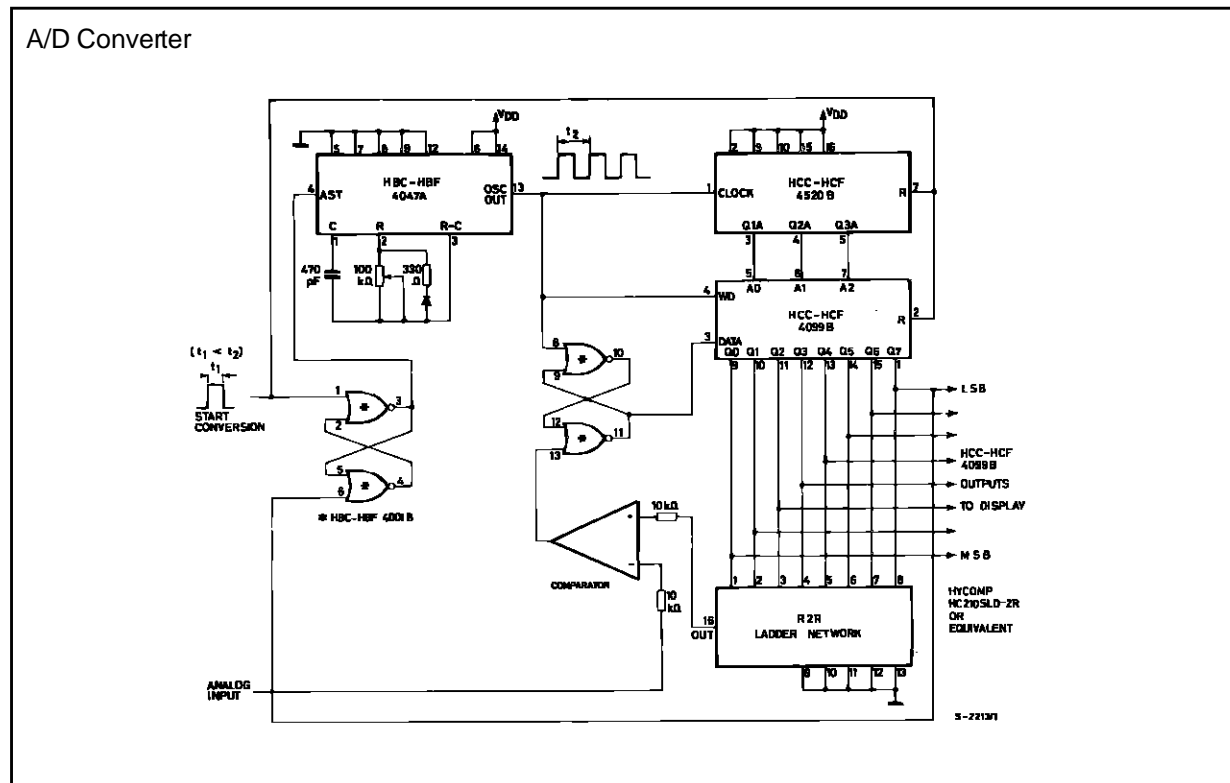 A/D Converter
VDD
VDD
t2
5 7 8 9 12 6 14
2 9 10 15 16
HBC-HBF
4047A
4 AST
OSC OUT 13
C R R-C
1 2 3
470 pF
100 kΩ
330 Ω
HCC-HCF
4520B
1 CLOCK
R 7
Q1A Q2A Q3A
3 4 5
5 6 7
A0 A1 A2
4 WD
HCC-HCF
4099B
R 2
3 DATA
Q0 Q1 Q2 Q3 Q4 Q5 Q6 Q7
9 10 11 12 13 14 15 1
(t1 < t2)
t1
START
CONVERSION
1
2
3
5
6
4
* HBC-HBF 4001B
*
*
8
9
10
*
12
13
11
*
LSB
HCC-HCF
4099B
OUTPUTS
TO DISPLAY
MSB
10kΩ
+
-
COMPARATOR
10 kΩ
1 2 3 4 5 6 7 8
16
OUT
R2R
LADDER NETWORK
10 11 12 13
HYCOMP
HC210SLD-2R
OR
EQUIVALENT
ANALOG
INPUT
S-2213/1